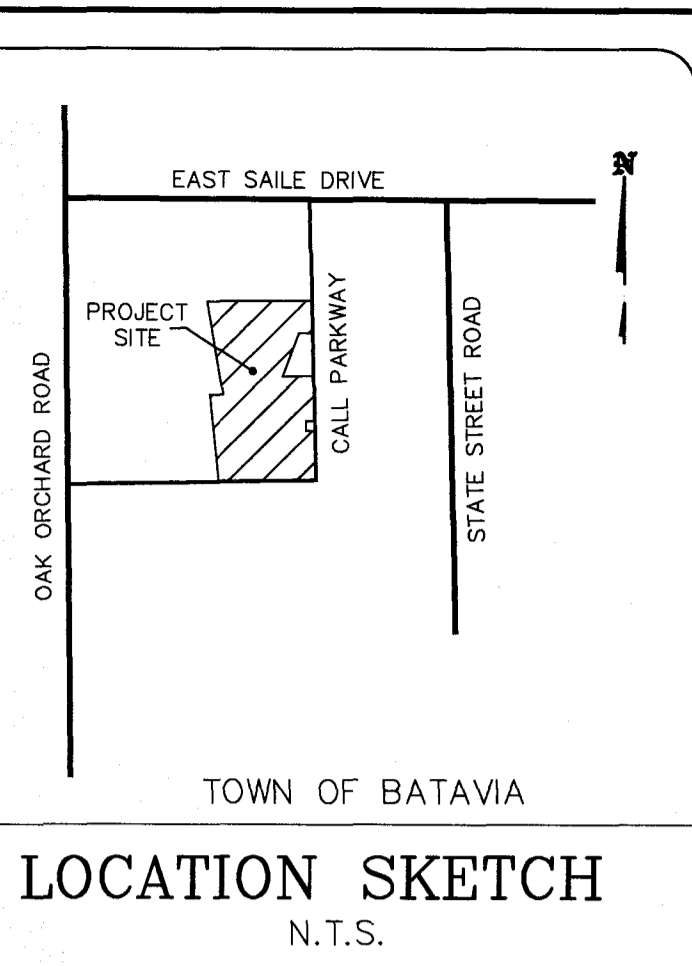 EAST SAILE DRIVE
N
PROJECT
SITE
CALL PARKWAY
STATE STREET ROAD
OAK ORCHARD ROAD
TOWN OF BATAVIA
LOCATION SKETCH
N.T.S.